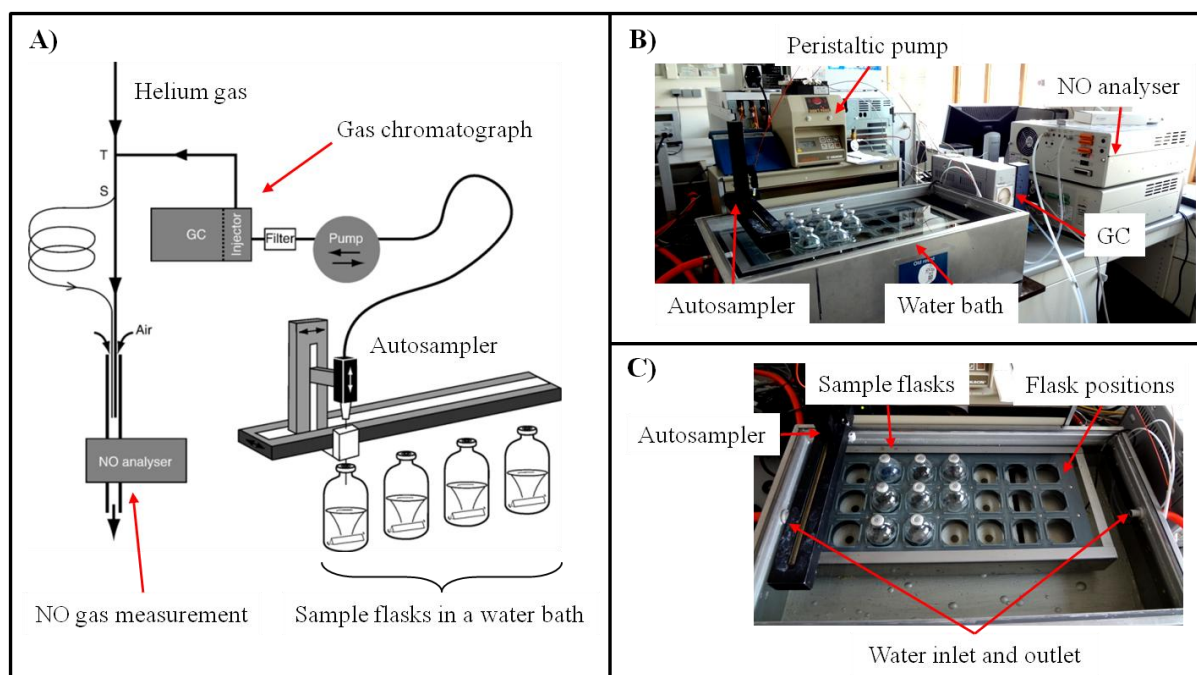 A)
Helium gas
Gas chromatograph
T
S
GC
Injector
Filter
Pump
Air
Autosampler
NO analyser
NO gas measurement
Sample flasks in a water bath
B)
Peristaltic pump
NO analyser
GC
Autosampler
Water bath
C)
Sample flasks
Flask positions
Autosampler
Water inlet and outlet